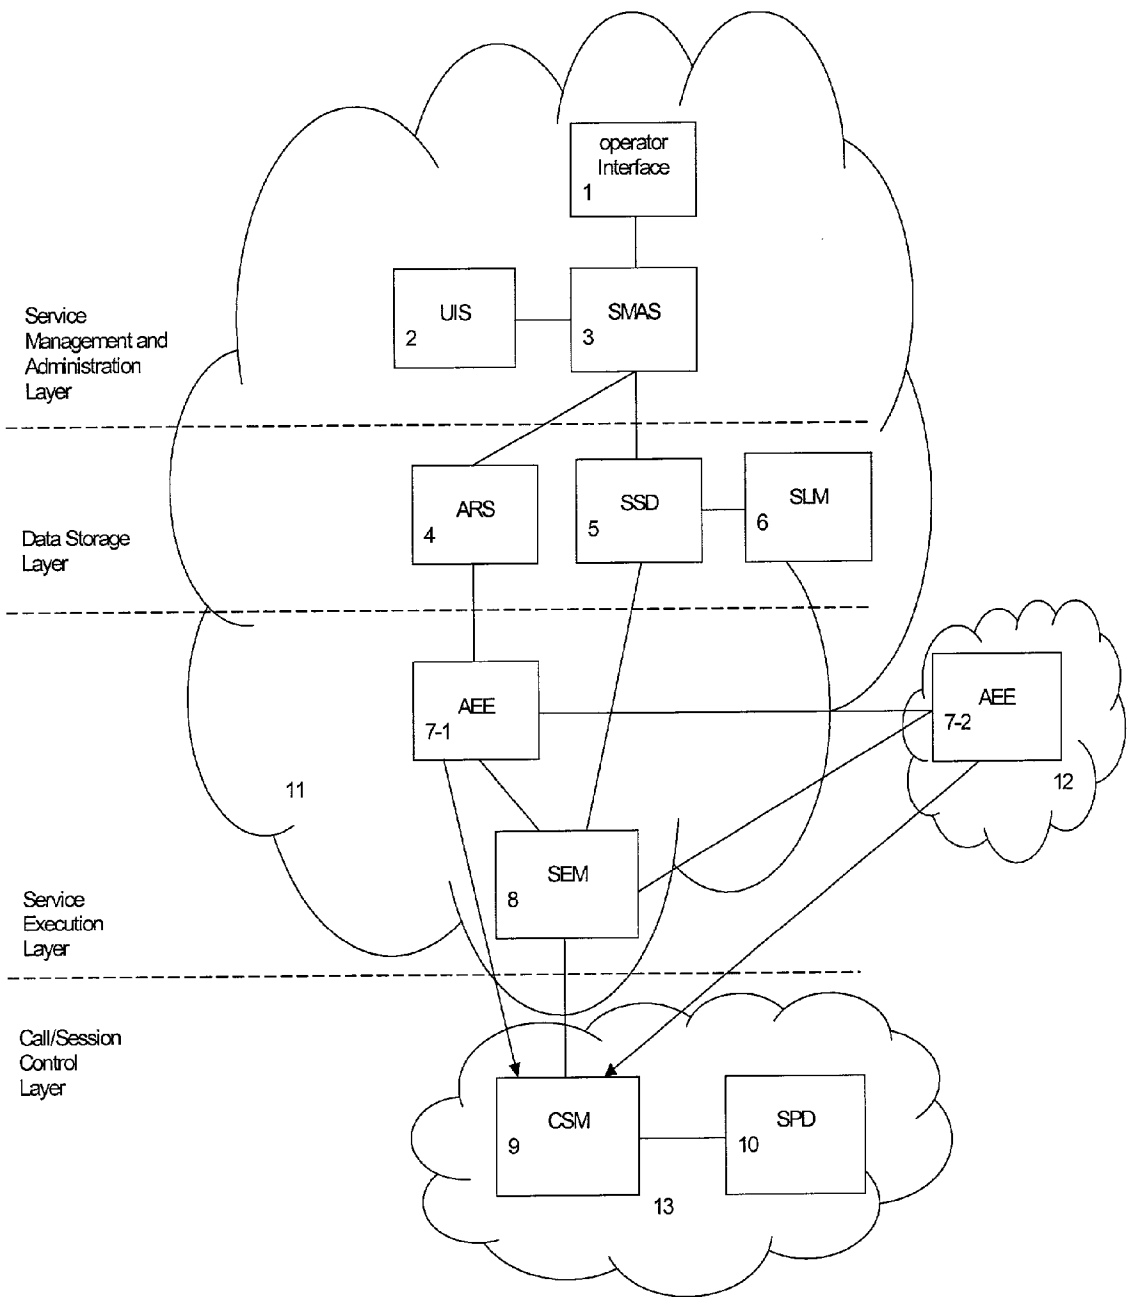 operator
Interface
1
UIS
2
SMAS
3
Service
Management and
Administration
Layer
ARS
4
SSD
5
SLM
6
Data Storage
Layer
AEE
7-1
AEE
7-2
11
12
SEM
8
Service
Execution
Layer
Call/Session
Control
Layer
CSM
9
SPD
10
13